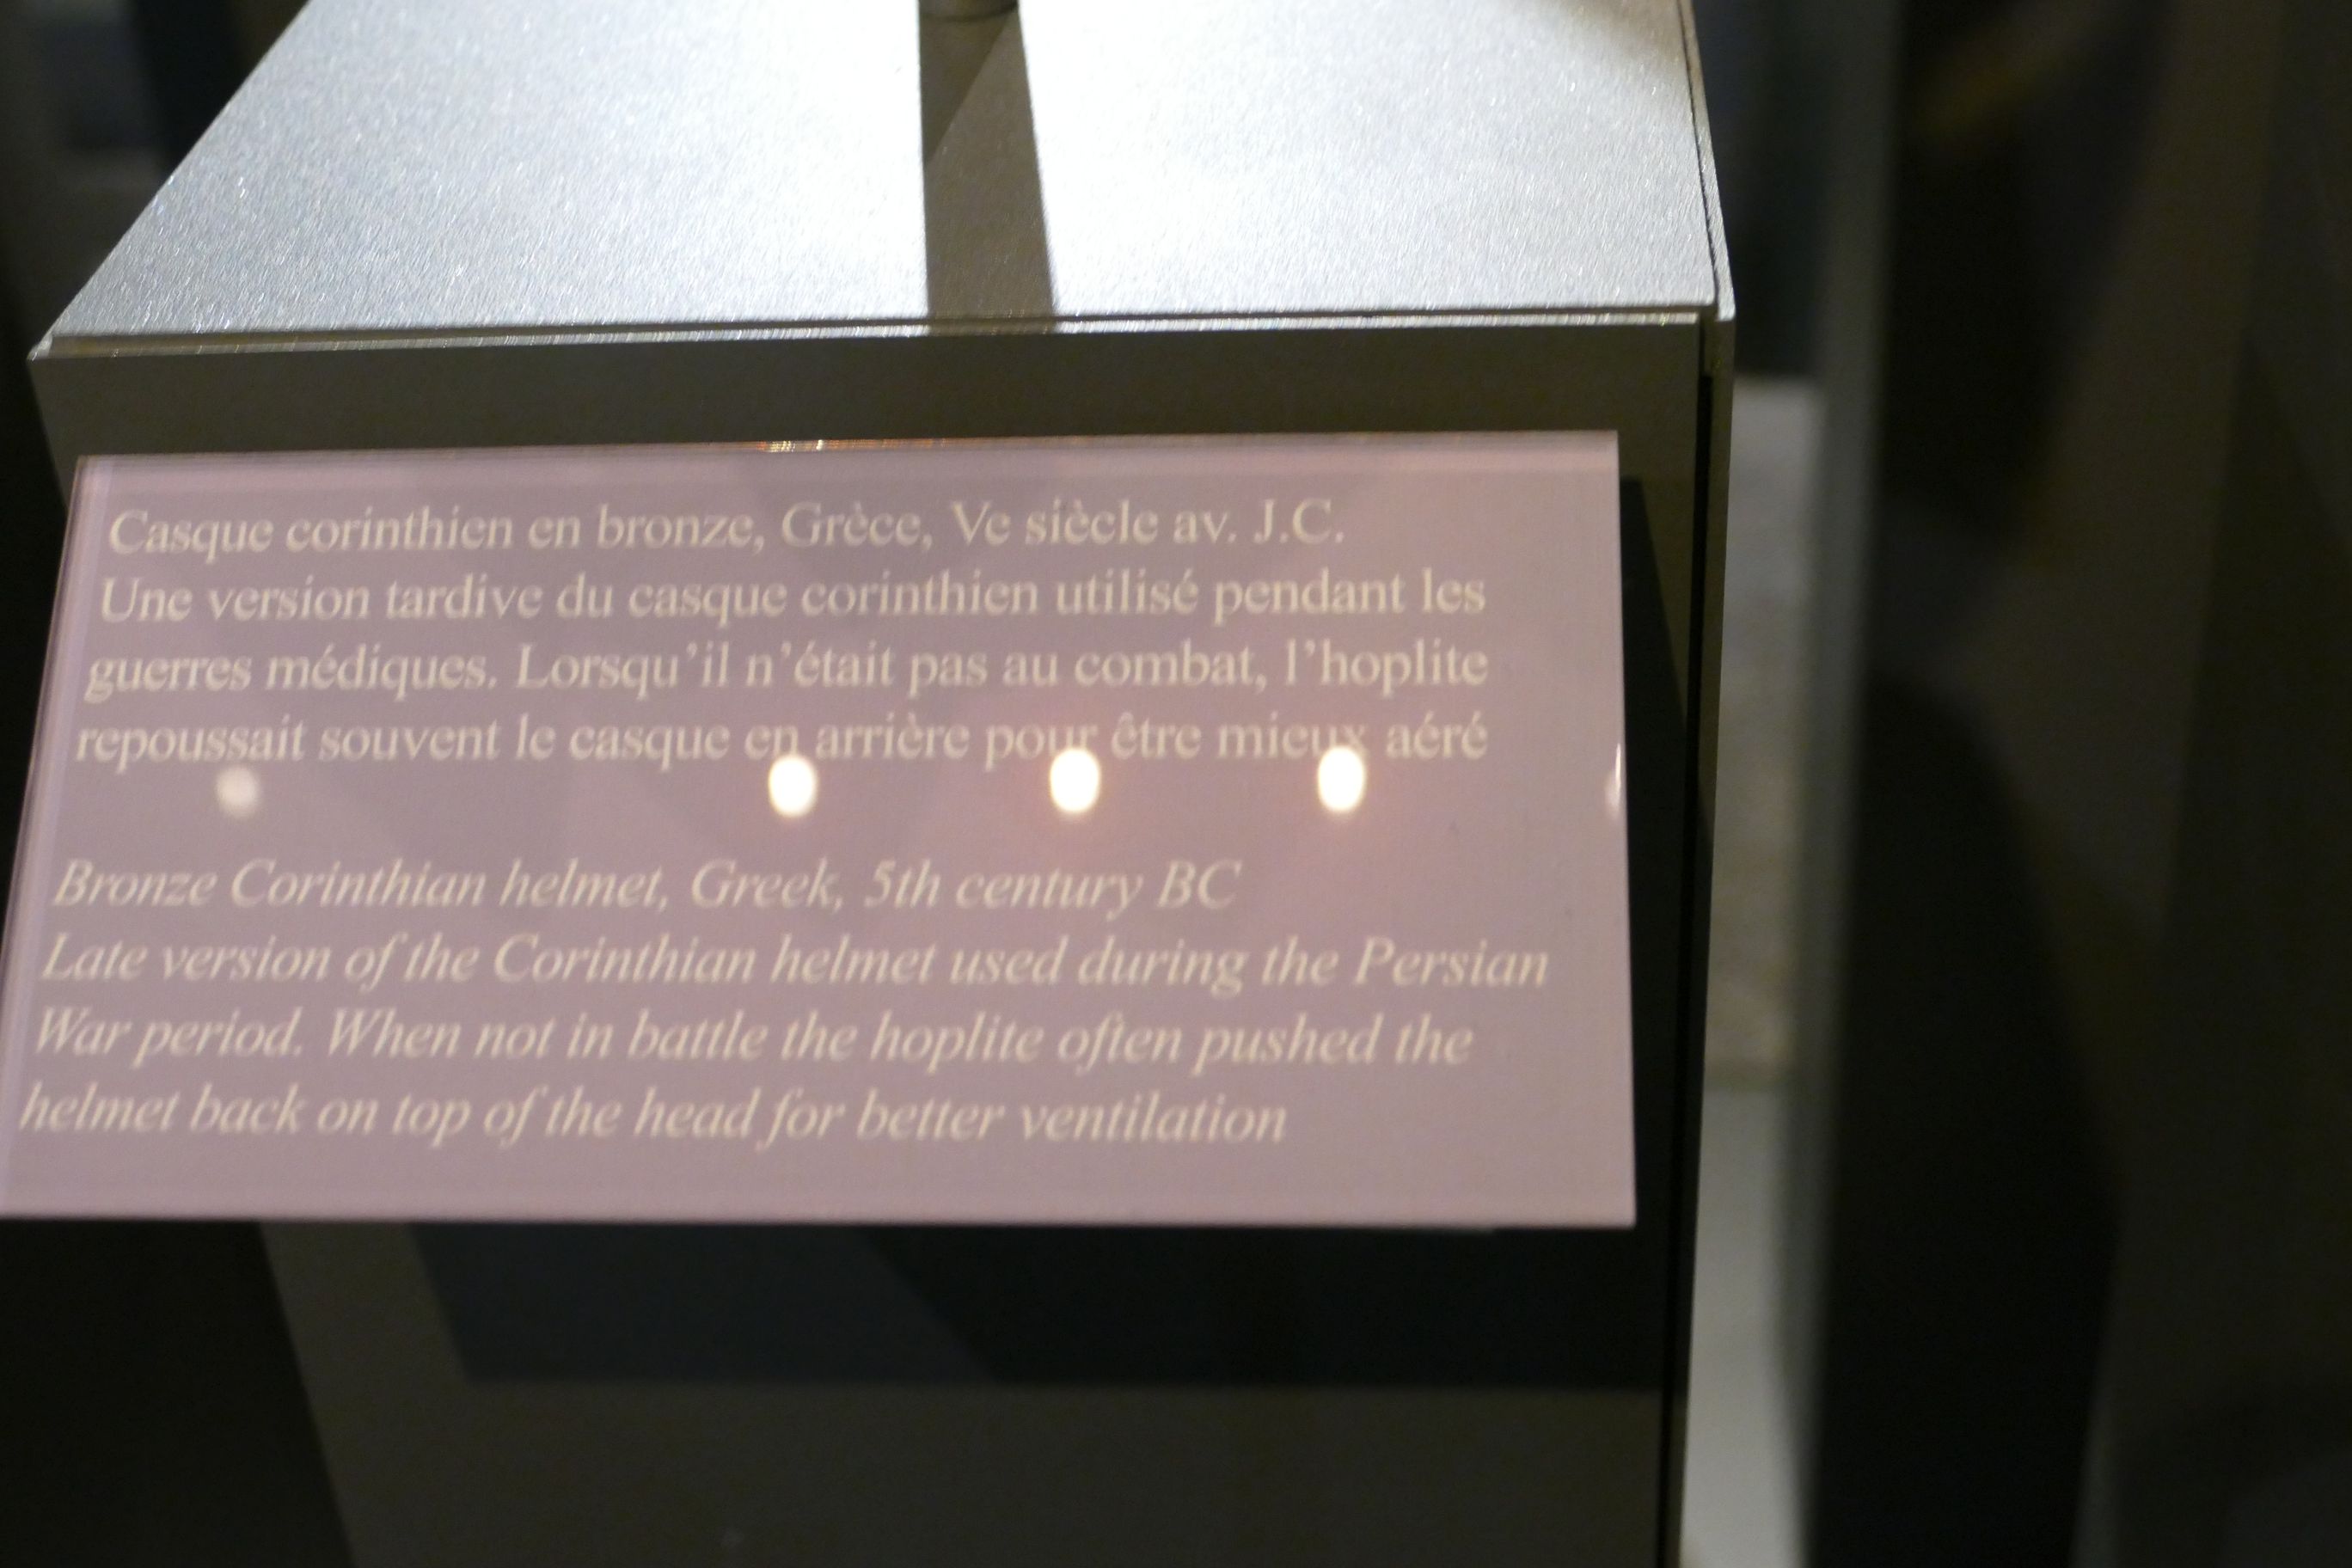 Casque corinthien en bronze, Grèce, Ve siècle av. J.C.
Une version tardive du casque corinthien utilisé pendant les
guerres médiques. Lorsqu’il n’était pas au combat, l’hoplite
repoussait souvent le casque en arrière pour être mieux aéré
Bronze Corinthian helmet, Greek, 5th century BC
Late version of the Corinthian helmet used during the Persian
War period. When not in battle the hoplite often pushed the
helmet back on top of the head for better ventilation